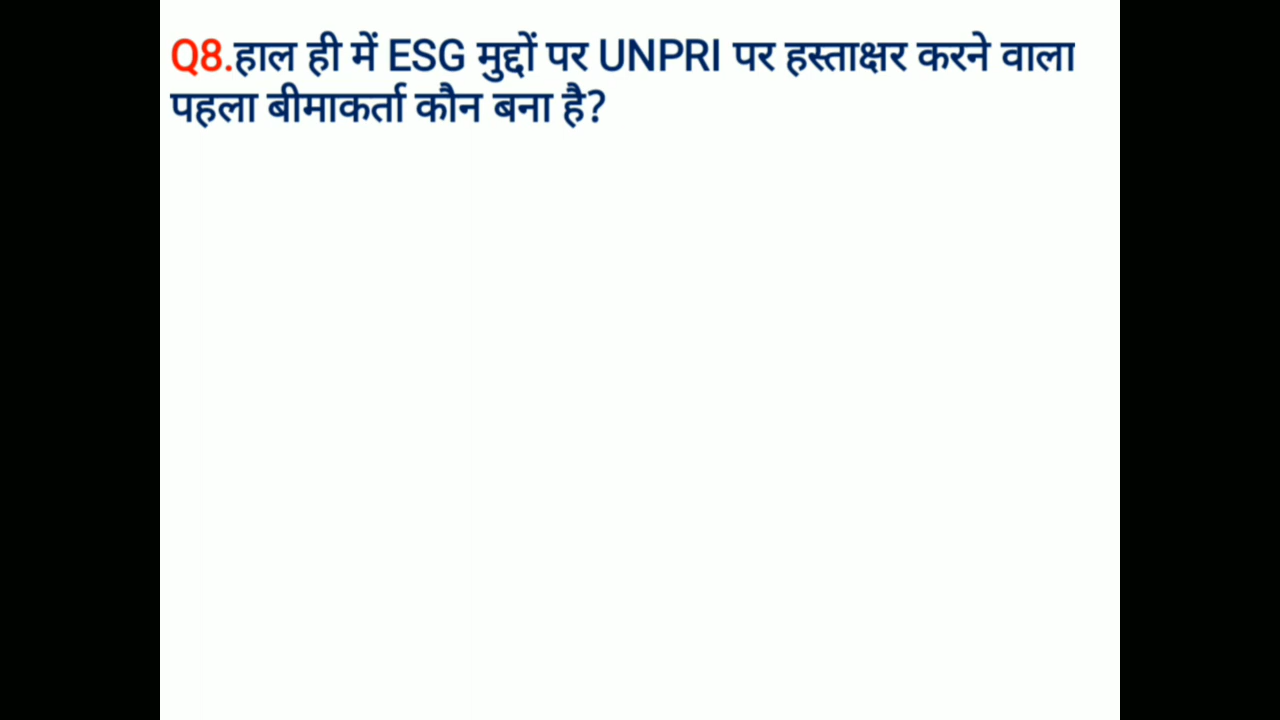 Q8.हाल ही में ESG मुद्दों पर UNPRI पर हस्ताक्षर करने वाला
पहला बीमाकर्ता कौन बना है?